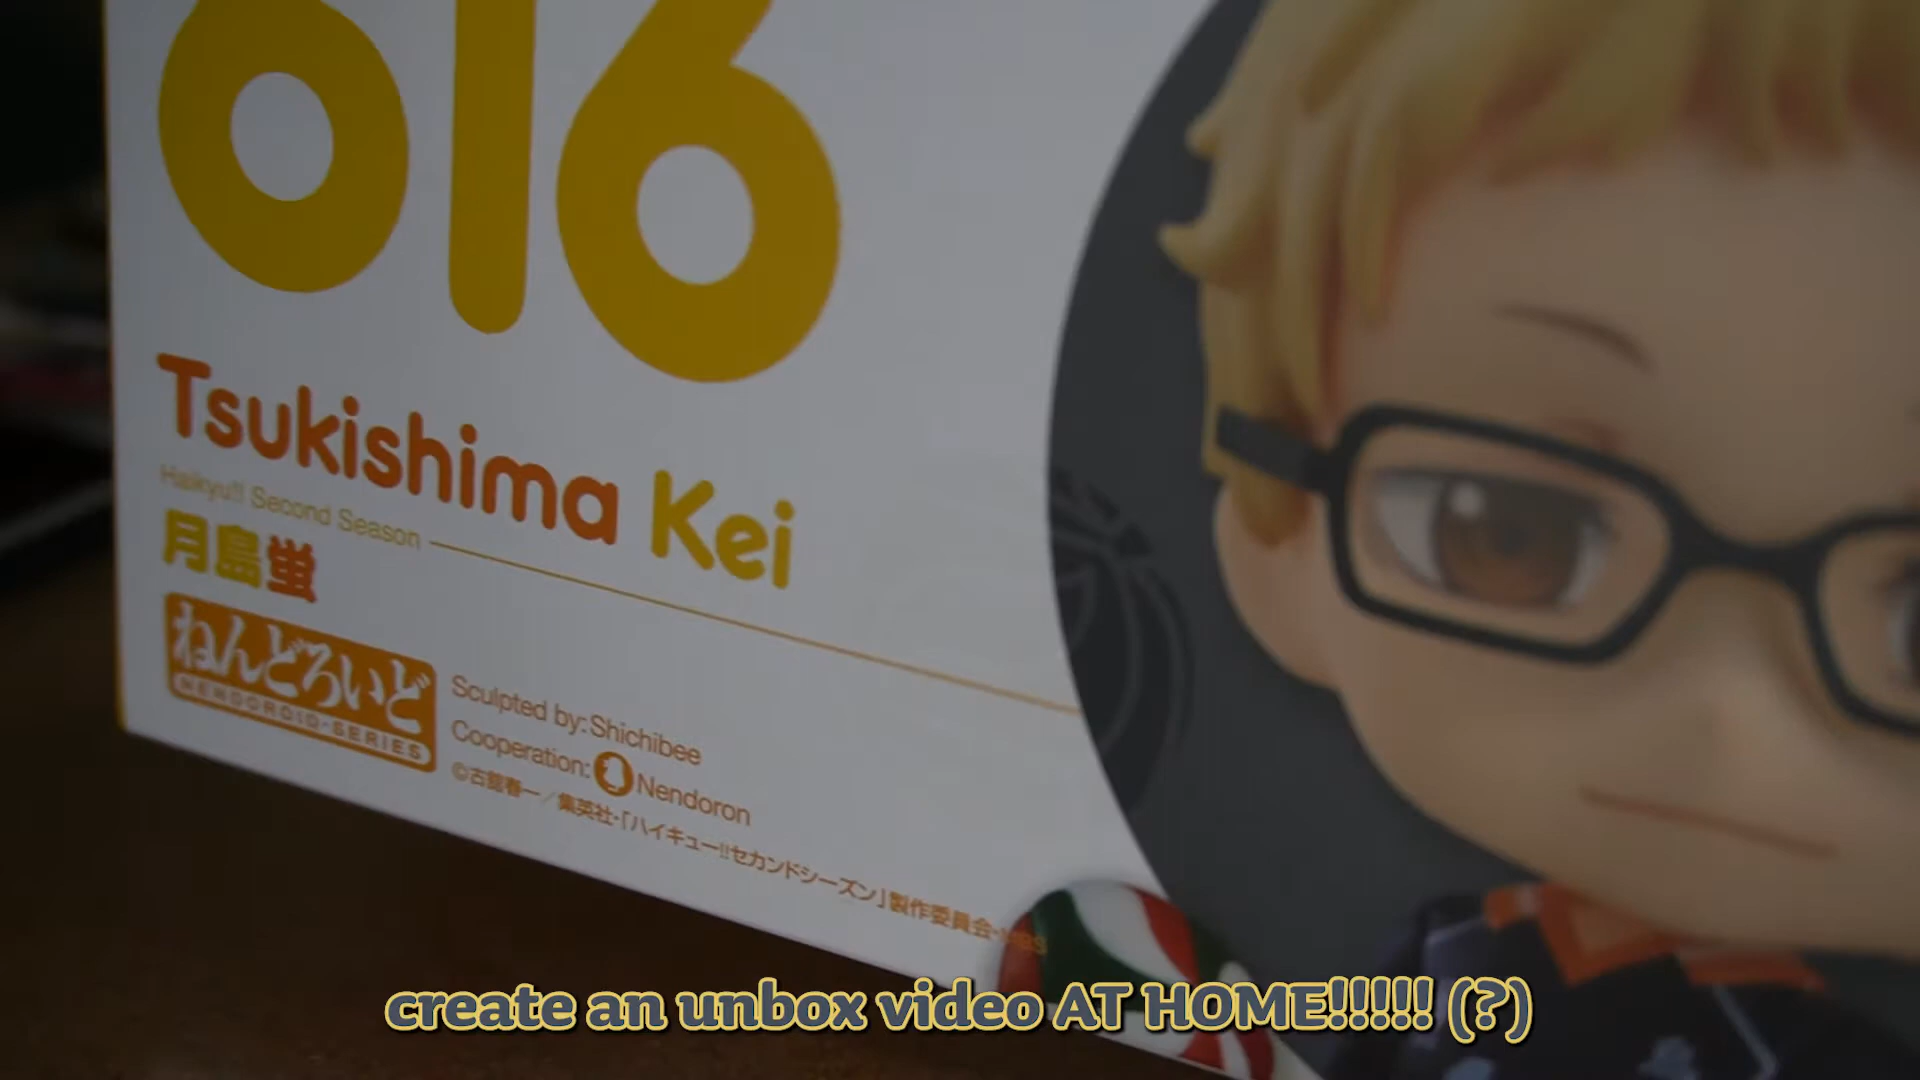 616
Tsukishima Kei
Haikyu!! Second Season
月島蛍
ねんどろいど
NENDOROID-SERIES
Sculpted by: Shichibee
Cooperation: Nendoron
©古舘春一／集英社・「ハイキュー!!セカンドシーズン」製作委員会・MBS
create an unbox video AT HOME!!!!! (?)